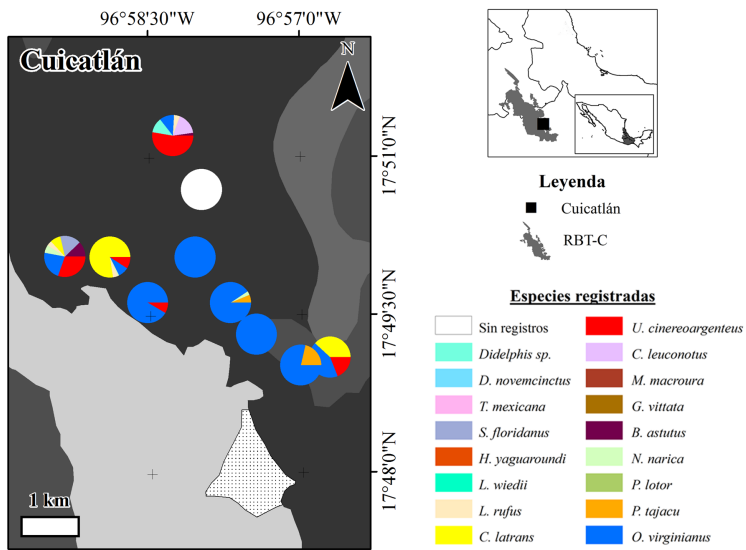 96°58'30"W 96°57'0"W
Cuicatlán
N
17°51'0"N
17°49'30"N
17°48'0"N
1 km
Leyenda
Cuicatlán
RBT-C
Especies registradas
Sin registros
U. cinereoargenteus
Didelphis sp.
C. leuconotus
D. novemcinctus
M. macroura
T. mexicana
G. vittata
S. floridanus
B. astutus
H. yaguaroundi
N. narica
L. wiedii
P. lotor
L. rufus
P. tajacu
C. latrans
O. virginianus